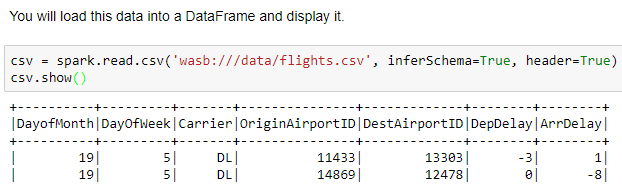 You will load this data into a DataFrame and display it.
csv = spark.read.csv('wasb:///data/flights.csv', inferSchema=True, header=True)
csv.show()
+----------+---------+-------+---------------+-------------+--------+--------+
|DayofMonth|DayOfWeek|Carrier|OriginAirportID|DestAirportID|DepDelay|ArrDelay|
+----------+---------+-------+---------------+-------------+--------+--------+
|        19|        5|     DL|          11433|        13303|      -3|       1|
|        19|        5|     DL|          14869|        12478|       0|      -8|